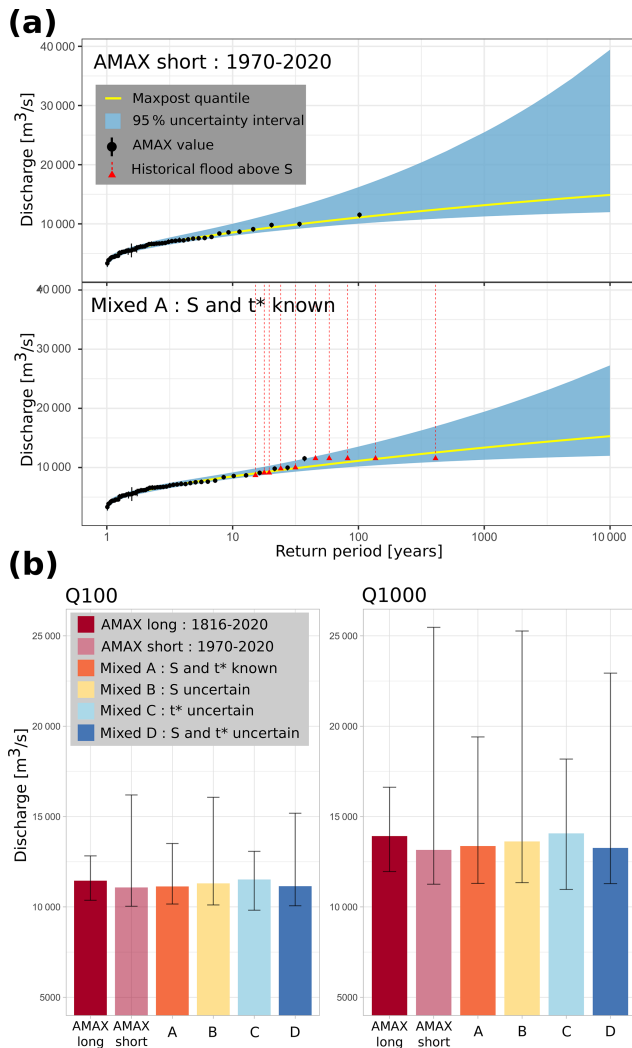 (a)
40 000
AMAX short : 1970-2020
Maxpost quantile
95 % uncertainty interval
AMAX value
Historical flood above S
30 000
20 000
10 000
Discharge [m³/s]
40 000
Mixed A : S and t* known
30 000
20 000
10 000
Discharge [m³/s]
1 10 100 1000 10 000
Return period [years]
(b)
Q100
AMAX long : 1816-2020
AMAX short : 1970-2020
Mixed A : S and t* known
Mixed B : S uncertain
Mixed C : t* uncertain
Mixed D : S and t* uncertain
25 000
20 000
15 000
10 000
5000
Discharge [m³/s]
AMAX long
AMAX short
A
B
C
D
Q1000
25 000
20 000
15 000
10 000
5000
AMAX long
AMAX short
A
B
C
D